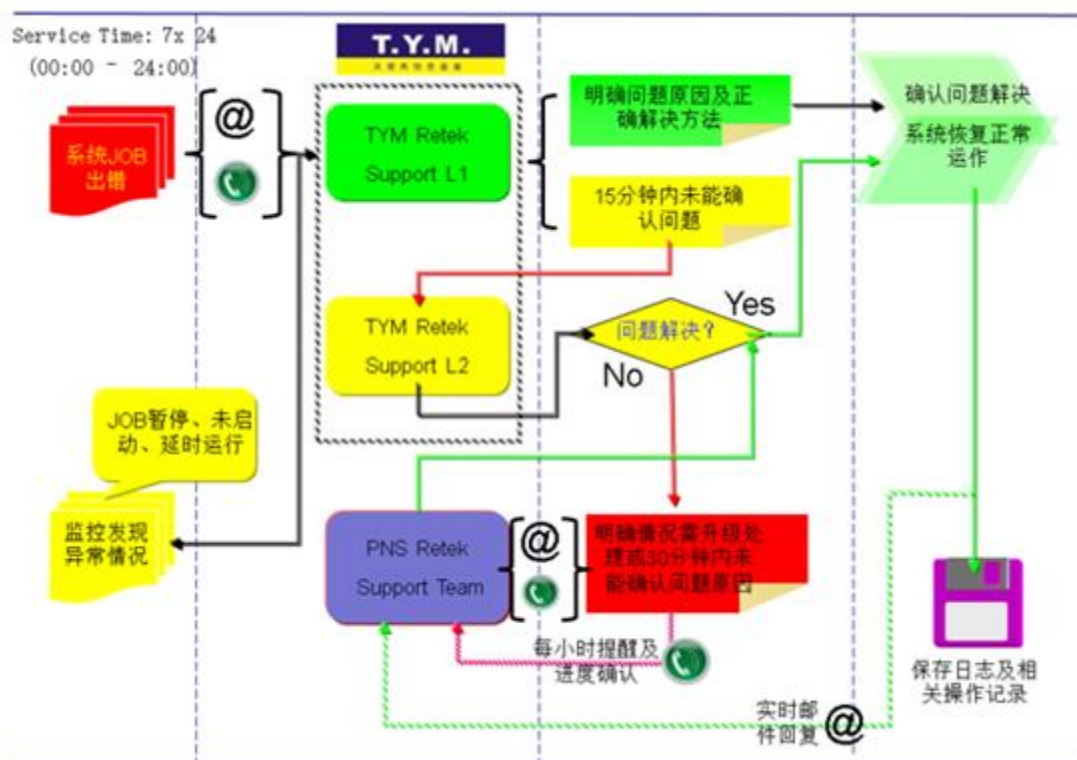 Service Time: 7x 24
(00:00 - 24:00)
T.Y.M.
系统JOB
出错
@
TYM Retek
Support L1
明确问题原因及正
确解决方法
确认问题解决
系统恢复正常
运作
15分钟内未能确
认问题
TYM Retek
Support L2
问题解决?
Yes
No
JOB暂停、未启
动、延时运行
监控发现
异常情况
PNS Retek
Support Team
@
明确情况需升级处
理或30分钟内未
能确认问题原因
每小时提醒及
进度确认
保存日志及相
关操作记录
实时邮
件回复
@